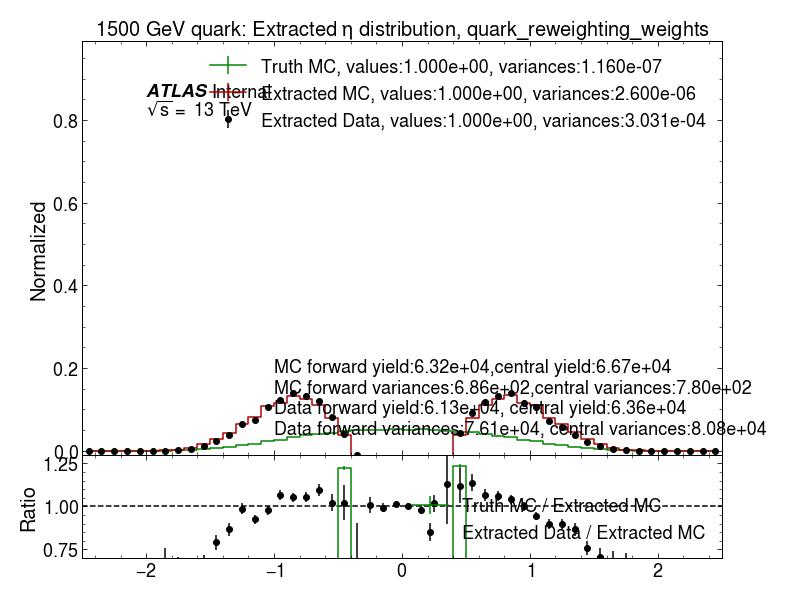 1500 GeV quark: Extracted η distribution, quark_reweighting_weights
Truth MC, values:1.000e+00, variances:1.160e-07
ATLAS Internal
Extracted MC, values:1.000e+00, variances:2.600e-06
√s = 13 TeV
Extracted Data, values:1.000e+00, variances:3.031e-04
Normalized
0.8
0.6
0.4
0.2
0.0
MC forward yield:6.32e+04,central yield:6.67e+04
MC forward variances:6.86e+02,central variances:7.80e+02
Data forward yield:6.13e+04, central yield:6.36e+04
Data forward variances:7.61e+04, central variances:8.08e+04
Ratio
1.25
1.00
0.75
Truth MC / Extracted MC
Extracted Data / Extracted MC
−2 −1 0 1 2